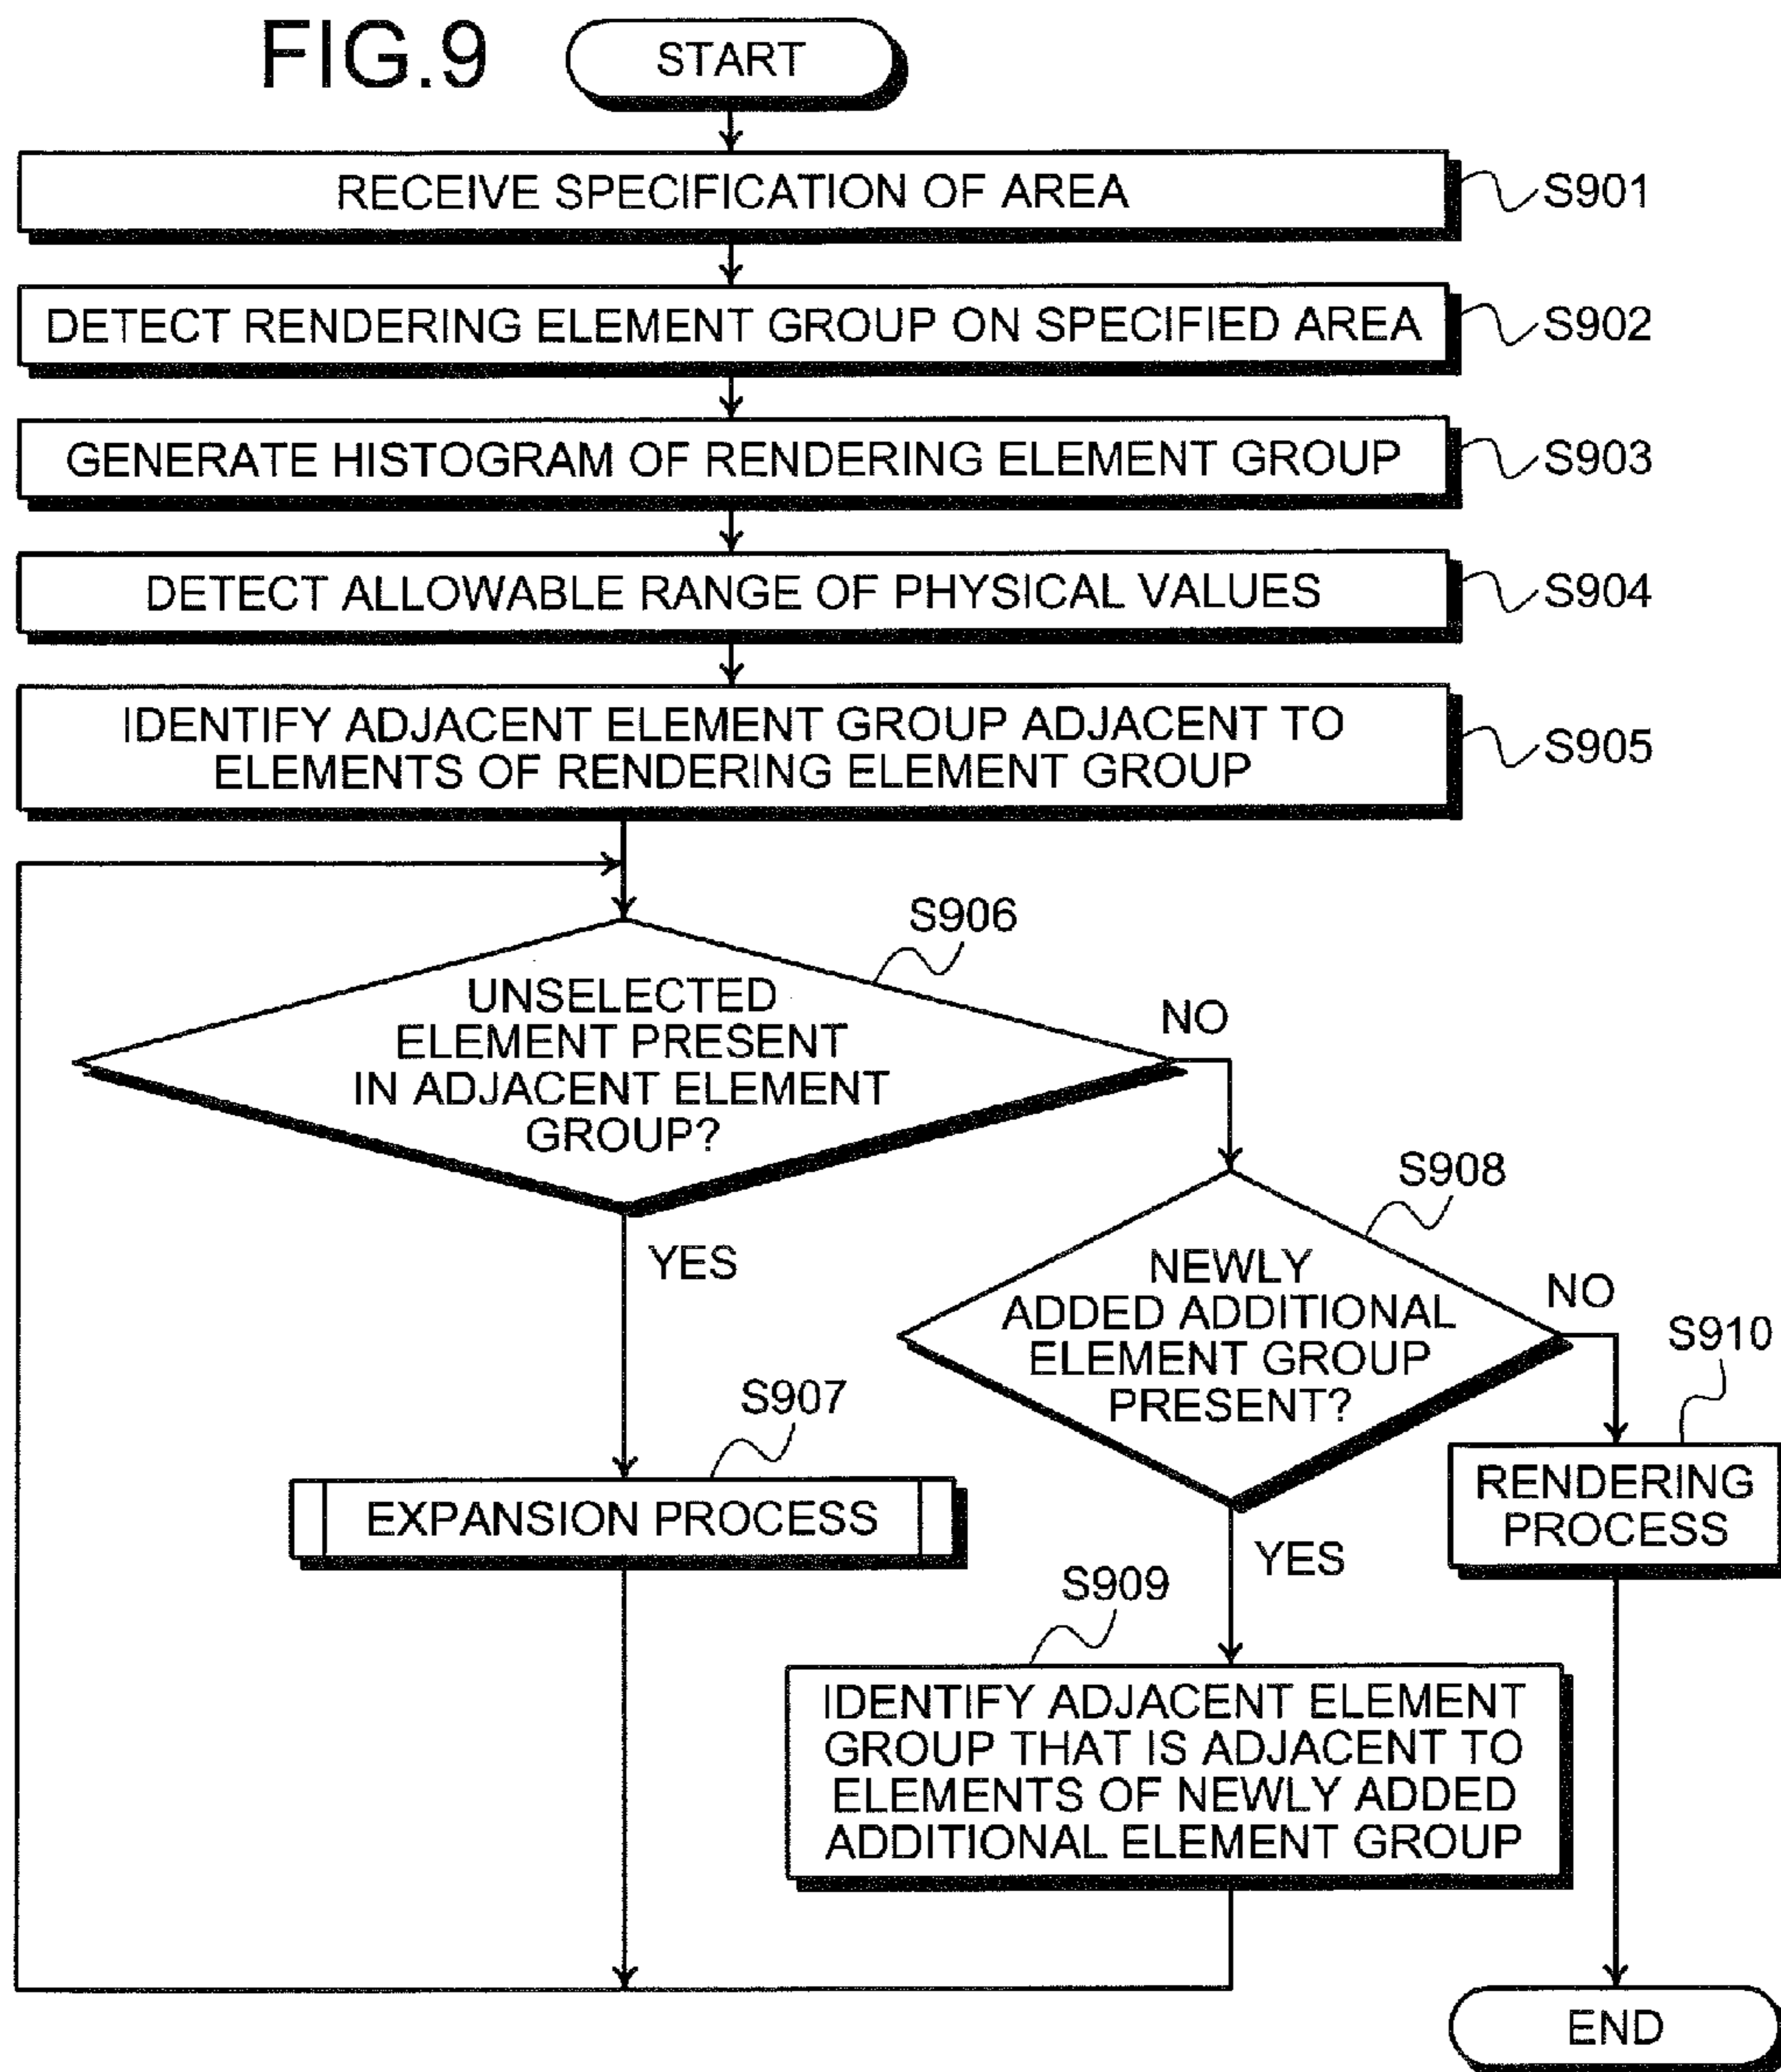 FIG.9
START
RECEIVE SPECIFICATION OF AREA
S901
DETECT RENDERING ELEMENT GROUP ON SPECIFIED AREA
S902
GENERATE HISTOGRAM OF RENDERING ELEMENT GROUP
S903
DETECT ALLOWABLE RANGE OF PHYSICAL VALUES
S904
IDENTIFY ADJACENT ELEMENT GROUP ADJACENT TO
ELEMENTS OF RENDERING ELEMENT GROUP
S905
S906
UNSELECTED
ELEMENT PRESENT
IN ADJACENT ELEMENT
GROUP?
NO
YES
S908
NEWLY
ADDED ADDITIONAL
ELEMENT GROUP
PRESENT?
NO
YES
S907
EXPANSION PROCESS
S910
RENDERING
PROCESS
S909
IDENTIFY ADJACENT ELEMENT
GROUP THAT IS ADJACENT TO
ELEMENTS OF NEWLY ADDED
ADDITIONAL ELEMENT GROUP
END